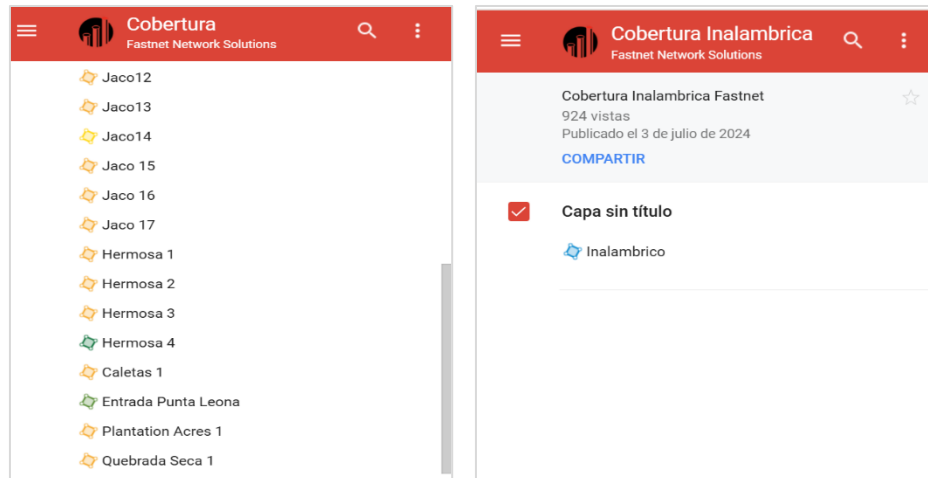 Cobertura
Fastnet Network Solutions
Jaco12
Jaco13
Jaco14
Jaco 15
Jaco 16
Jaco 17
Hermosa 1
Hermosa 2
Hermosa 3
Hermosa 4
Caletas 1
Entrada Punta Leona
Plantation Acres 1
Quebrada Seca 1
Cobertura Inalambrica
Fastnet Network Solutions
Cobertura Inalambrica Fastnet
924 vistas
Publicado el 3 de julio de 2024
COMPARTIR
Capa sin título
Inalambrico